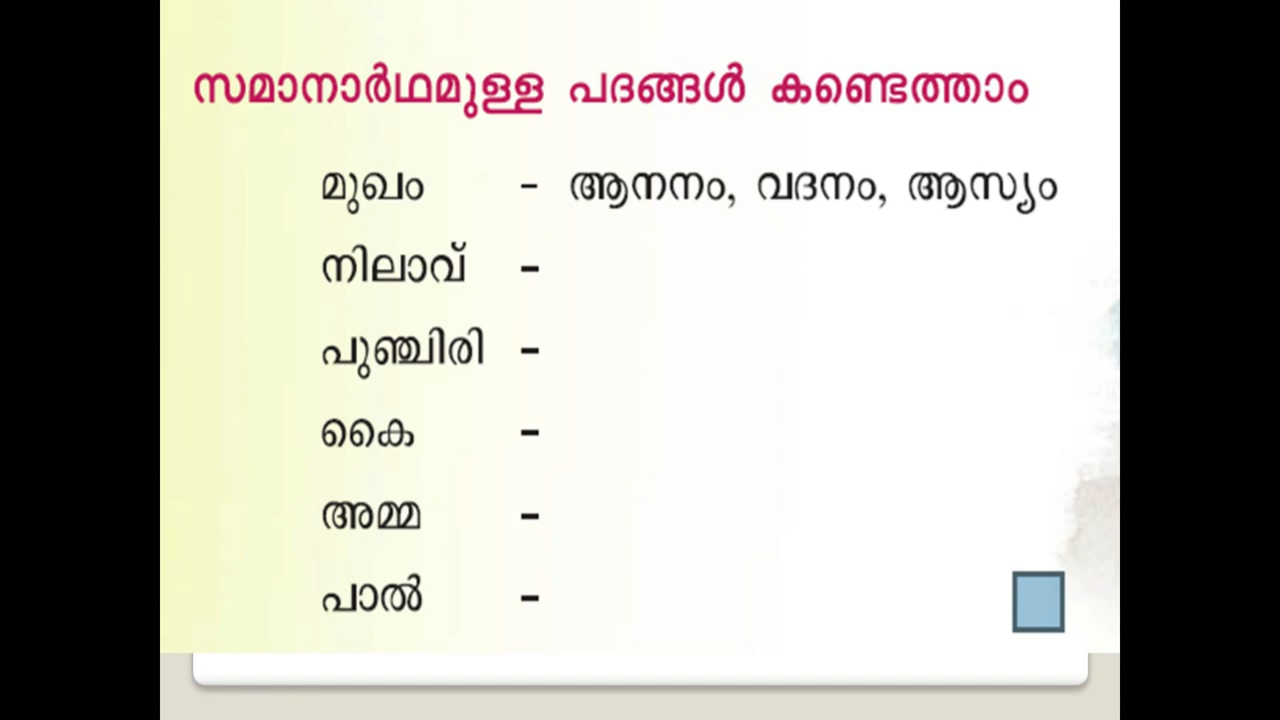 സമാനാർഥമുള്ള പദങ്ങൾ കണ്ടെത്താം
മുഖം - ആനനം, വദനം, ആസ്യം
നിലാവ് -
പുഞ്ചിരി -
കൈ -
അമ്മ -
പാൽ -